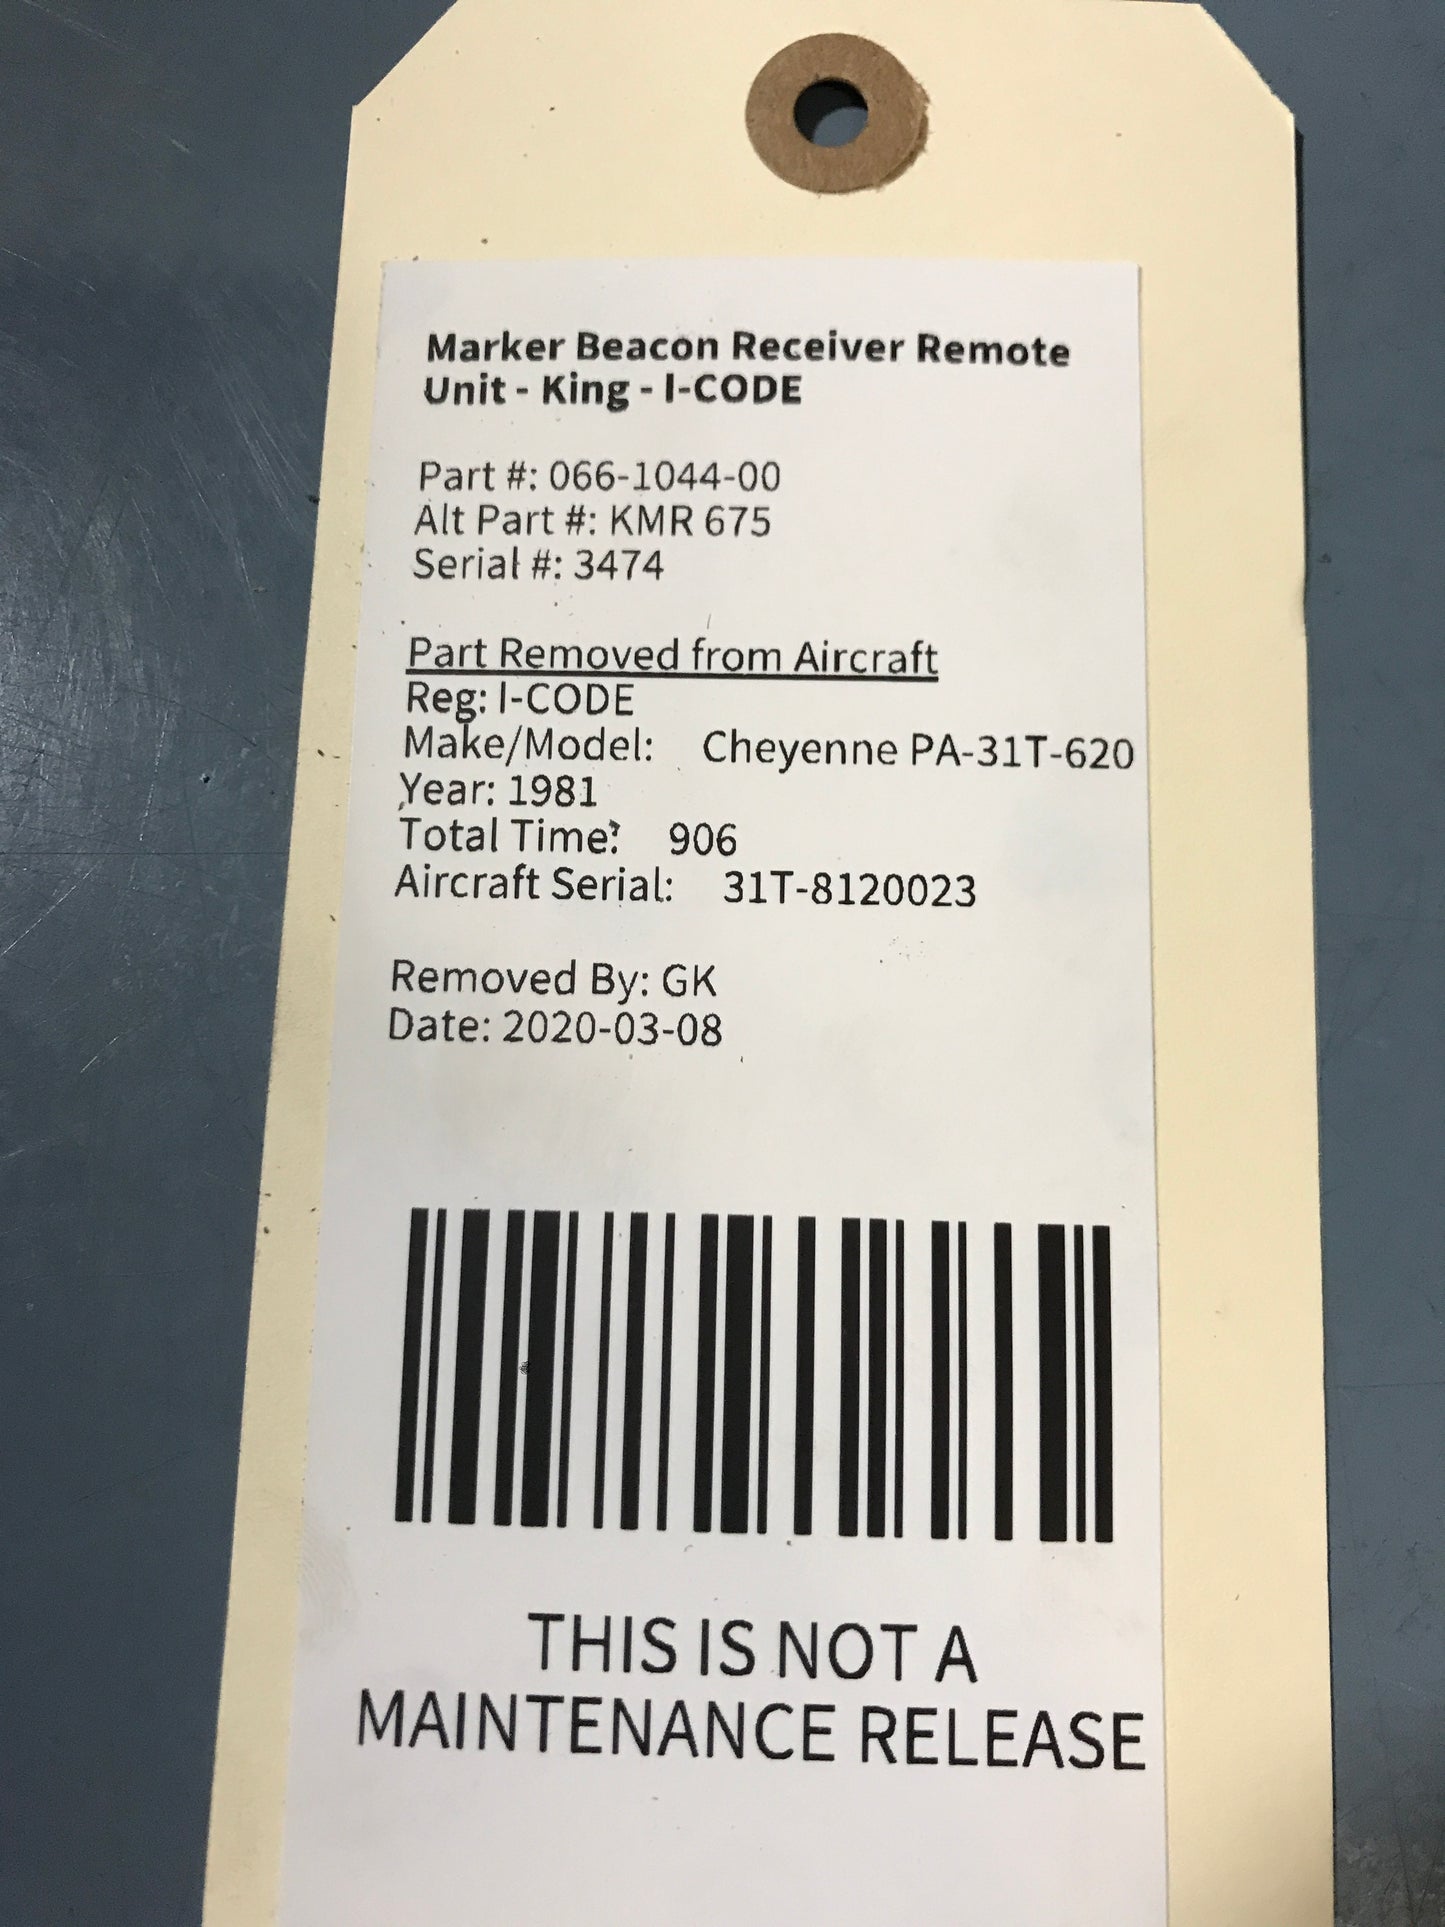 Marker Beacon Receiver Remote
Unit - King - I-CODE
Part #: 066-1044-00
Alt Part #: KMR 675
Serial #: 3474
Part Removed from Aircraft
Reg: I-CODE
Make/Model: Cheyenne PA-31T-620
Year: 1981
Total Time: 906
Aircraft Serial: 31T-8120023
Removed By: GK
Date: 2020-03-08
THIS IS NOT A
MAINTENANCE RELEASE